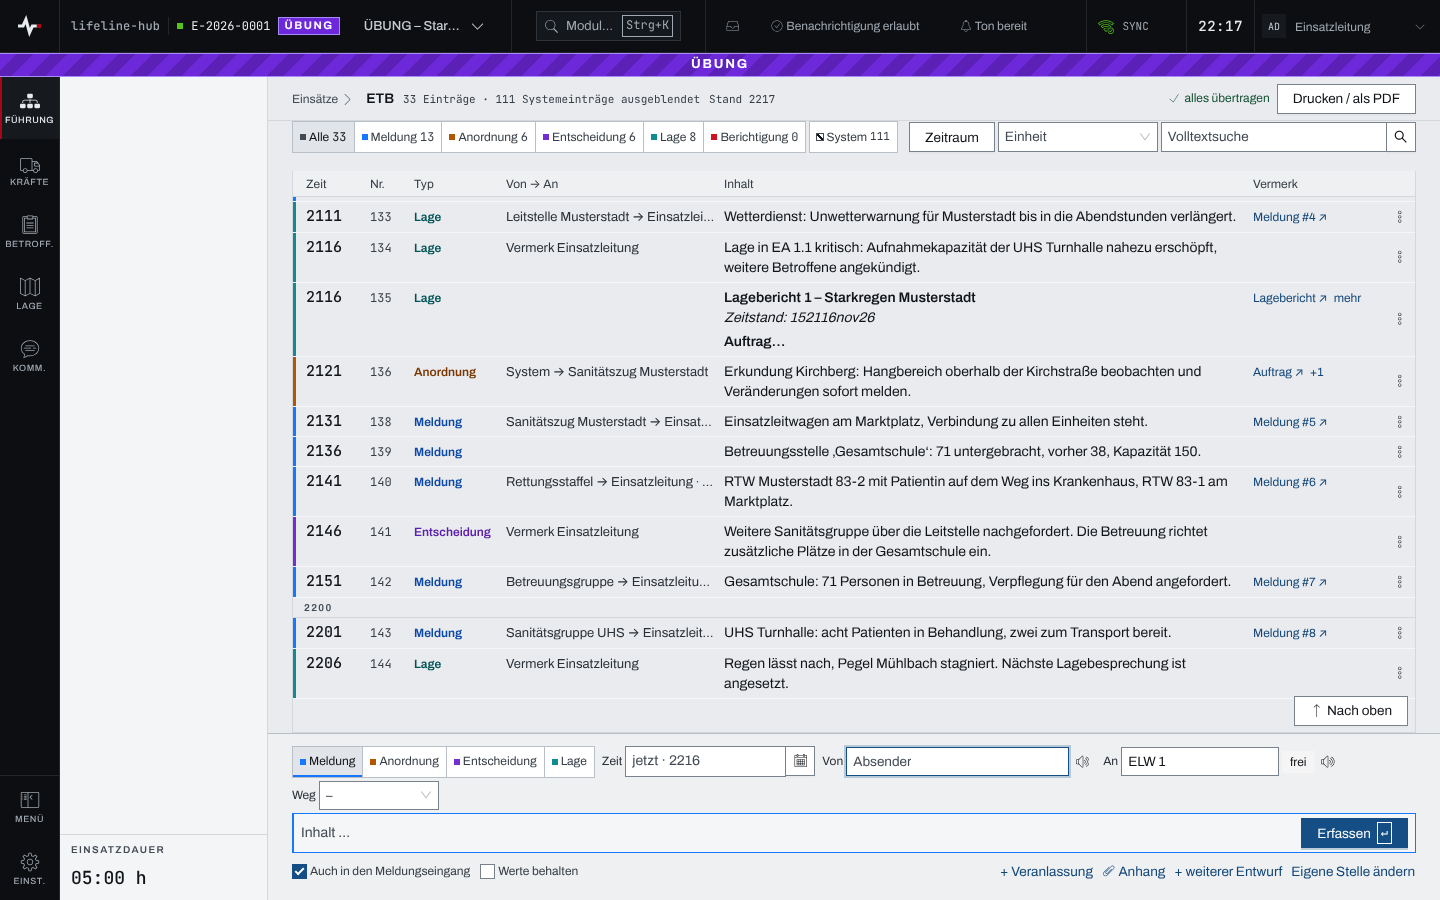 lifeline-hub E-2026-0001 ÜBUNG ÜBUNG – Star... Modul... Strg+K Benachrichtigung erlaubt Ton bereit SYNC 22:17 AD Einsatzleitung
ÜBUNG
FÜHRUNG
KRÄFTE
BETROFF.
LAGE
KOMM.
MENÜ
EINST.
EINSATZDAUER
05:00 h
Einsätze ETB 33 Einträge · 111 Systemeinträge ausgeblendet Stand 2217 alles übertragen Drucken / als PDF
Alle 33 Meldung 13 Anordnung 6 Entscheidung 6 Lage 8 Berichtigung 0 System 111 Zeitraum Einheit Volltextsuche
Zeit Nr. Typ Von → An Inhalt Vermerk
2111 133 Lage Leitstelle Musterstadt → Einsatzlei... Wetterdienst: Unwetterwarnung für Musterstadt bis in die Abendstunden verlängert. Meldung #4 ↗
2116 134 Lage Vermerk Einsatzleitung Lage in EA 1.1 kritisch: Aufnahmekapazität der UHS Turnhalle nahezu erschöpft,
weitere Betroffene angekündigt.
2116 135 Lage Lagebericht 1 – Starkregen Musterstadt Lagebericht ↗ mehr
Zeitstand: 152116nov26
Auftrag...
2121 136 Anordnung System → Sanitätszug Musterstadt Erkundung Kirchberg: Hangbereich oberhalb der Kirchstraße beobachten und Auftrag ↗ +1
Veränderungen sofort melden.
2131 138 Meldung Sanitätszug Musterstadt → Einsat... Einsatzleitwagen am Marktplatz, Verbindung zu allen Einheiten steht. Meldung #5 ↗
2136 139 Meldung Betreuungsstelle ‚Gesamtschule‘: 71 untergebracht, vorher 38, Kapazität 150.
2141 140 Meldung Rettungsstaffel → Einsatzleitung · ... RTW Musterstadt 83-2 mit Patientin auf dem Weg ins Krankenhaus, RTW 83-1 am Meldung #6 ↗
Marktplatz.
2146 141 Entscheidung Vermerk Einsatzleitung Weitere Sanitätsgruppe über die Leitstelle nachgefordert. Die Betreuung richtet
zusätzliche Plätze in der Gesamtschule ein.
2151 142 Meldung Betreuungsgruppe → Einsatzleitu... Gesamtschule: 71 Personen in Betreuung, Verpflegung für den Abend angefordert. Meldung #7 ↗
2200
2201 143 Meldung Sanitätsgruppe UHS → Einsatzleit... UHS Turnhalle: acht Patienten in Behandlung, zwei zum Transport bereit. Meldung #8 ↗
2206 144 Lage Vermerk Einsatzleitung Regen lässt nach, Pegel Mühlbach stagniert. Nächste Lagebesprechung ist
angesetzt.
↑ Nach oben
Meldung Anordnung Entscheidung Lage Zeit jetzt · 2216 Von Absender An ELW 1 frei
Weg –
Inhalt ... Erfassen ↵
Auch in den Meldungseingang Werte behalten + Veranlassung Anhang + weiterer Entwurf Eigene Stelle ändern